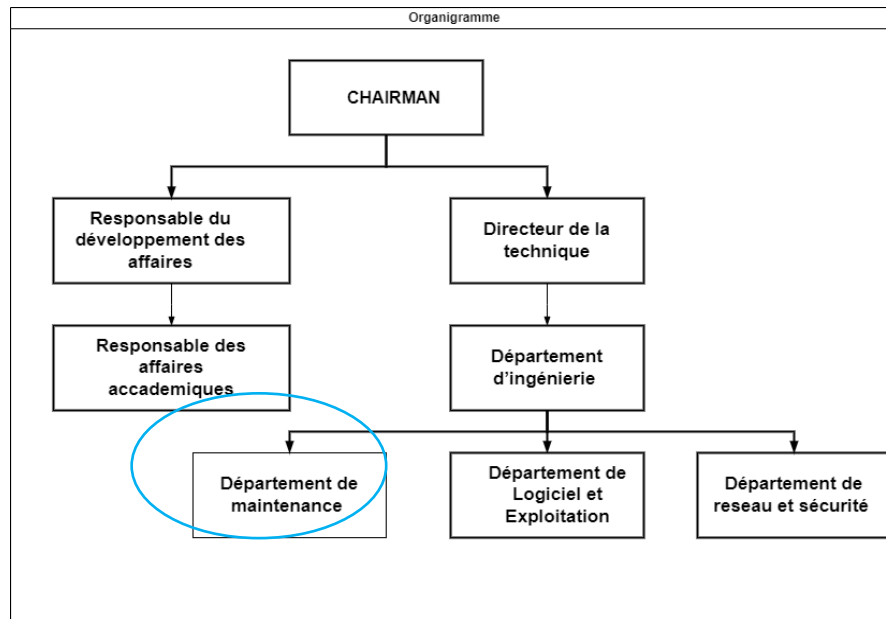 Organigramme
CHAIRMAN
Responsable du
développement des
affaires
Directeur de la
technique
Responsable des
affaires
accademiques
Département
d'ingénierie
Département de
maintenance
Département de
Logiciel et
Exploitation
Département de
reseau et sécurité